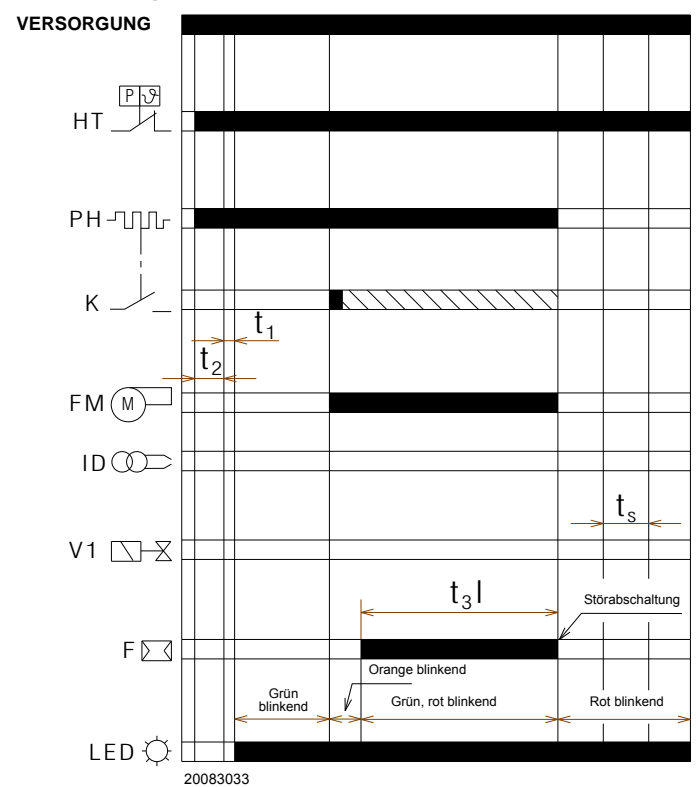 VERSORGUNG
P ϑ
HT
PH
K
t1
t2
FM M
ID
ts
V1
t3l
Störabschaltung
F
Orange blinkend
Grün
blinkend
Grün, rot blinkend
Rot blinkend
LED
20083033